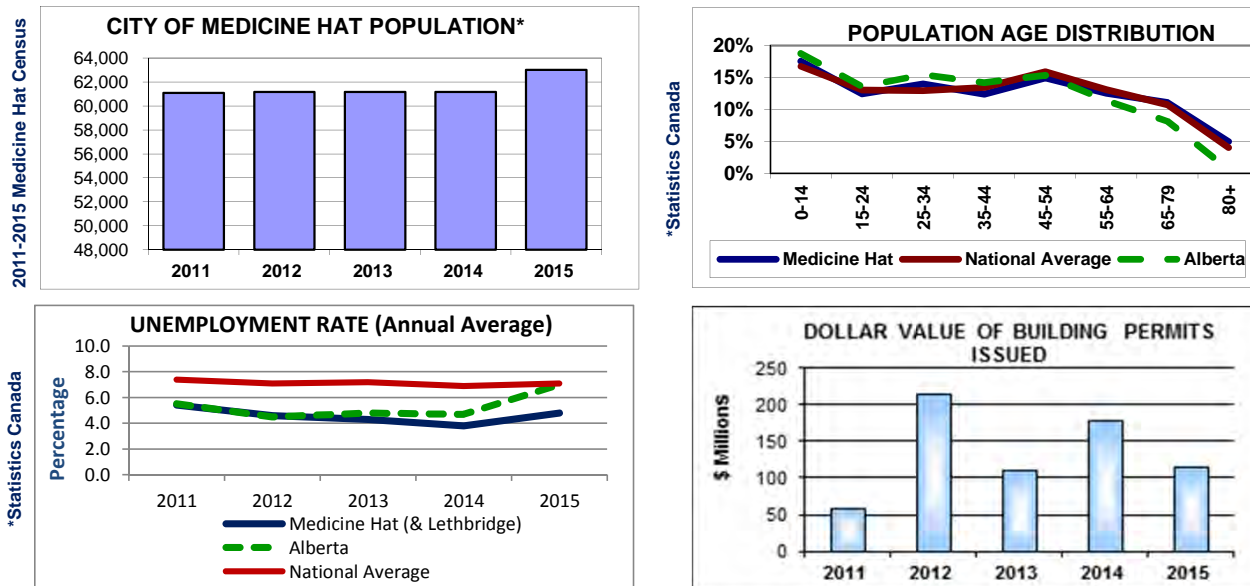 CITY OF MEDICINE HAT POPULATION*
2011-2015 Medicine Hat Census
64,000
62,000
60,000
58,000
56,000
54,000
52,000
50,000
48,000
2011 2012 2013 2014 2015
POPULATION AGE DISTRIBUTION
*Statistics Canada
20%
15%
10%
5%
0%
0-14 15-24 25-34 35-44 45-54 55-64 65-79 80+
Medicine Hat National Average Alberta
UNEMPLOYMENT RATE (Annual Average)
*Statistics Canada
Percentage
10.0
8.0
6.0
4.0
2.0
0.0
2011 2012 2013 2014 2015
Medicine Hat (& Lethbridge)
Alberta
National Average
DOLLAR VALUE OF BUILDING PERMITS
ISSUED
$ Millions
250
200
150
100
50
0
2011 2012 2013 2014 2015